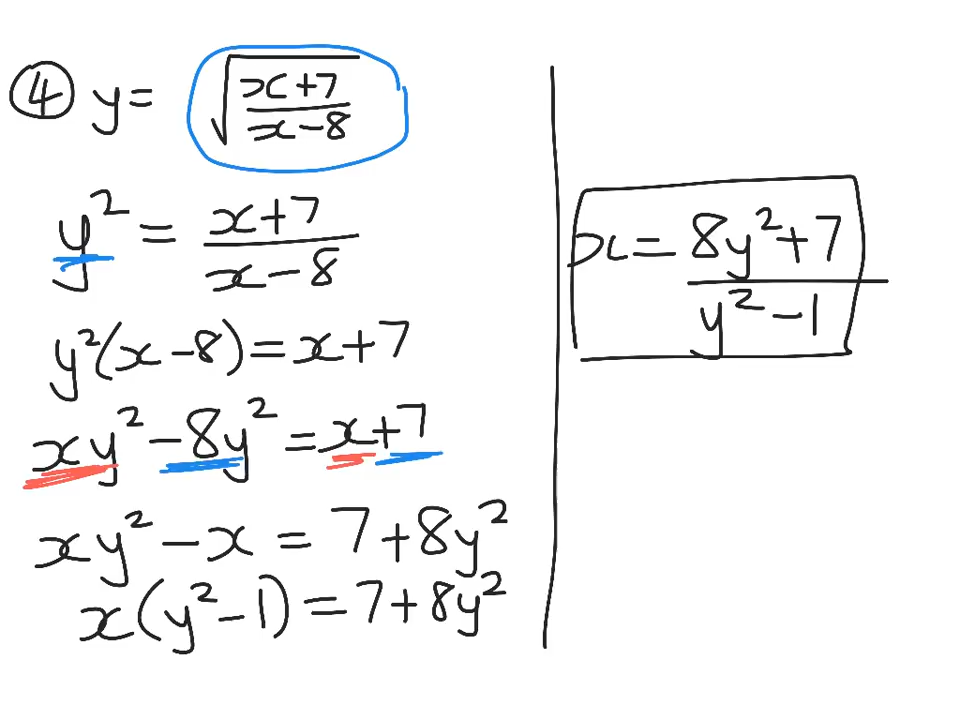 ④ y = √((x+7)/(x−8))
y² = (x+7)/(x−8)
y²(x−8) = x+7
xy² −8y² = x+7
xy² − x = 7+8y²
x(y²−1) = 7+8y²
x = (8y²+7)/(y²−1)